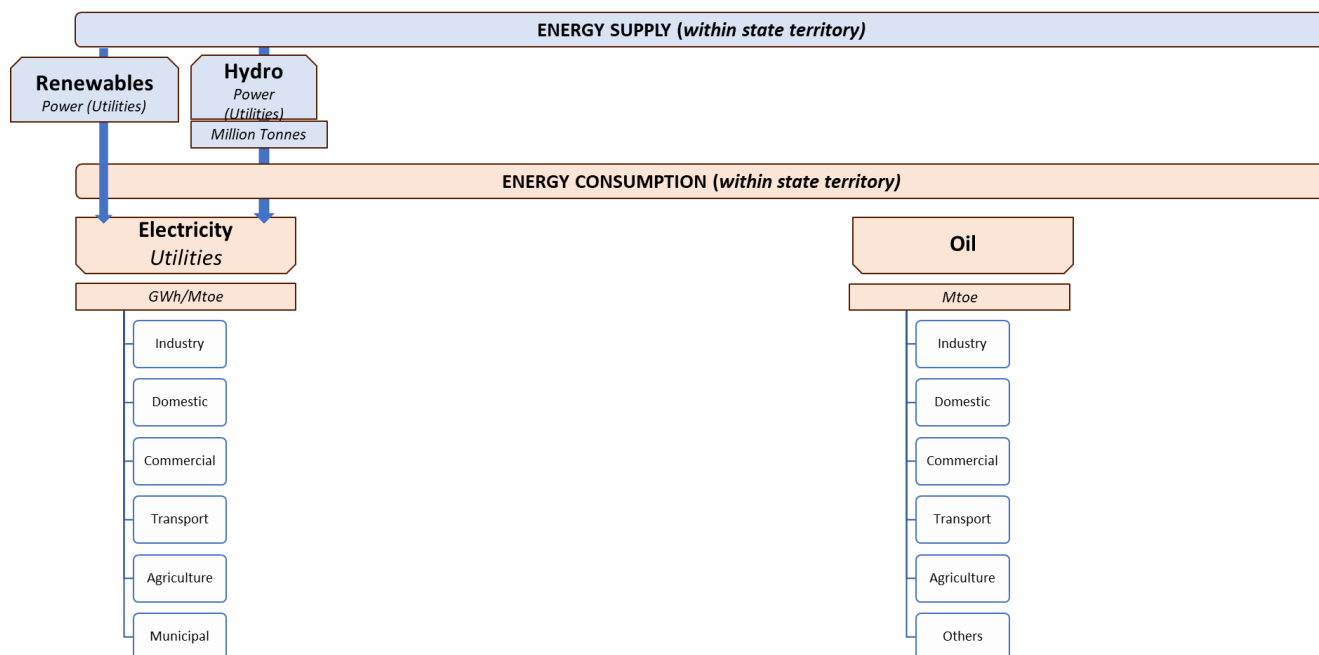 ENERGY SUPPLY (within state territory)
Renewables
Power (Utilities)
Hydro
Power
(Utilities)
Million Tonnes
ENERGY CONSUMPTION (within state territory)
Electricity
Utilities
GWh/Mtoe
Industry
Domestic
Commercial
Transport
Agriculture
Municipal
Oil
Mtoe
Industry
Domestic
Commercial
Transport
Agriculture
Others